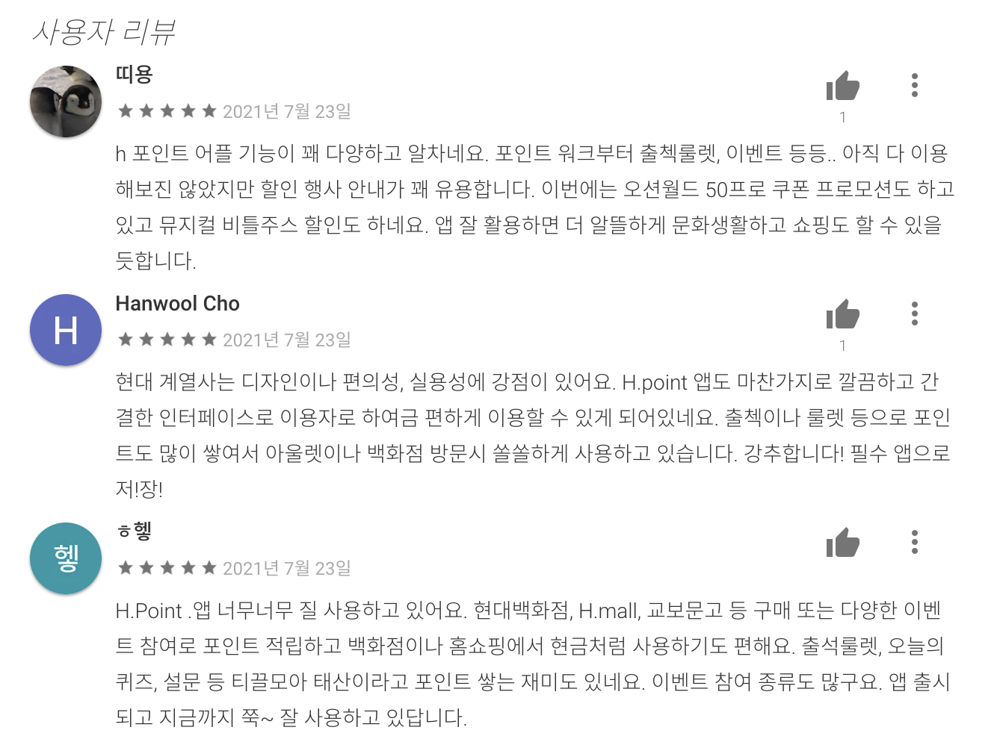 사용자 리뷰
띠용
★★★★★ 2021년 7월 23일
1
h 포인트 어플 기능이 꽤 다양하고 알차네요. 포인트 워크부터 출첵룰렛, 이벤트 등등.. 아직 다 이용
해보진 않았지만 할인 행사 안내가 꽤 유용합니다. 이번에는 오션월드 50프로 쿠폰 프로모션도 하고
있고 뮤지컬 비틀주스 할인도 하네요. 앱 잘 활용하면 더 알뜰하게 문화생활하고 쇼핑도 할 수 있을
듯합니다.
H
Hanwool Cho
★★★★★ 2021년 7월 23일
1
현대 계열사는 디자인이나 편의성, 실용성에 강점이 있어요. H.point 앱도 마찬가지로 깔끔하고 간
결한 인터페이스로 이용자로 하여금 편하게 이용할 수 있게 되어있네요. 출첵이나 룰렛 등으로 포인
트도 많이 쌓여서 아울렛이나 백화점 방문시 쏠쏠하게 사용하고 있습니다. 강추합니다! 필수 앱으로
저!장!
헿
ㅎ헿
★★★★★ 2021년 7월 23일
H.Point .앱 너무너무 질 사용하고 있어요. 현대백화점, H.mall, 교보문고 등 구매 또는 다양한 이벤
트 참여로 포인트 적립하고 백화점이나 홈쇼핑에서 현금처럼 사용하기도 편해요. 출석룰렛, 오늘의
퀴즈, 설문 등 티끌모아 태산이라고 포인트 쌓는 재미도 있네요. 이벤트 참여 종류도 많구요. 앱 출시
되고 지금까지 쭉~ 잘 사용하고 있답니다.